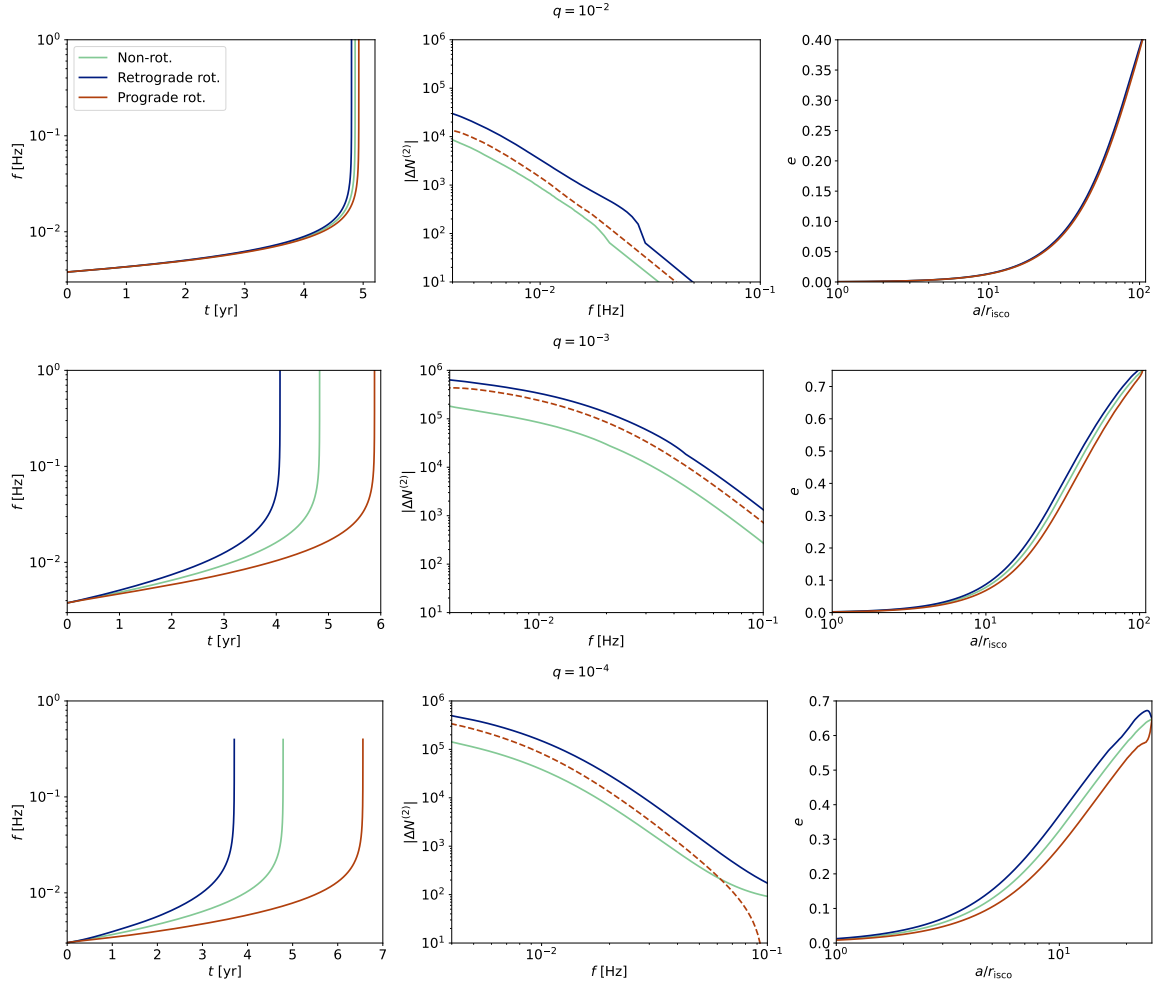 q = 10⁻²
10⁰
10⁻¹
10⁻²
f [Hz]
0 1 2 3 4 5
t [yr]
Non-rot.
Retrograde rot.
Prograde rot.
10⁶
10⁵
10⁴
10³
10²
10¹
|ΔN⁽²⁾|
10⁻² 10⁻¹
f [Hz]
0.40
0.35
0.30
0.25
0.20
0.15
0.10
0.05
0.00
e
10⁰ 10¹ 10²
a/r_isco
q = 10⁻³
10⁰
10⁻¹
10⁻²
f [Hz]
0 1 2 3 4 5 6
t [yr]
10⁶
10⁵
10⁴
10³
10²
10¹
|ΔN⁽²⁾|
10⁻² 10⁻¹
f [Hz]
0.7
0.6
0.5
0.4
0.3
0.2
0.1
0.0
e
10⁰ 10¹ 10²
a/r_isco
q = 10⁻⁴
10⁰
10⁻¹
10⁻²
f [Hz]
0 1 2 3 4 5 6 7
t [yr]
10⁶
10⁵
10⁴
10³
10²
10¹
|ΔN⁽²⁾|
10⁻² 10⁻¹
f [Hz]
0.7
0.6
0.5
0.4
0.3
0.2
0.1
0.0
e
10⁰ 10¹
a/r_isco